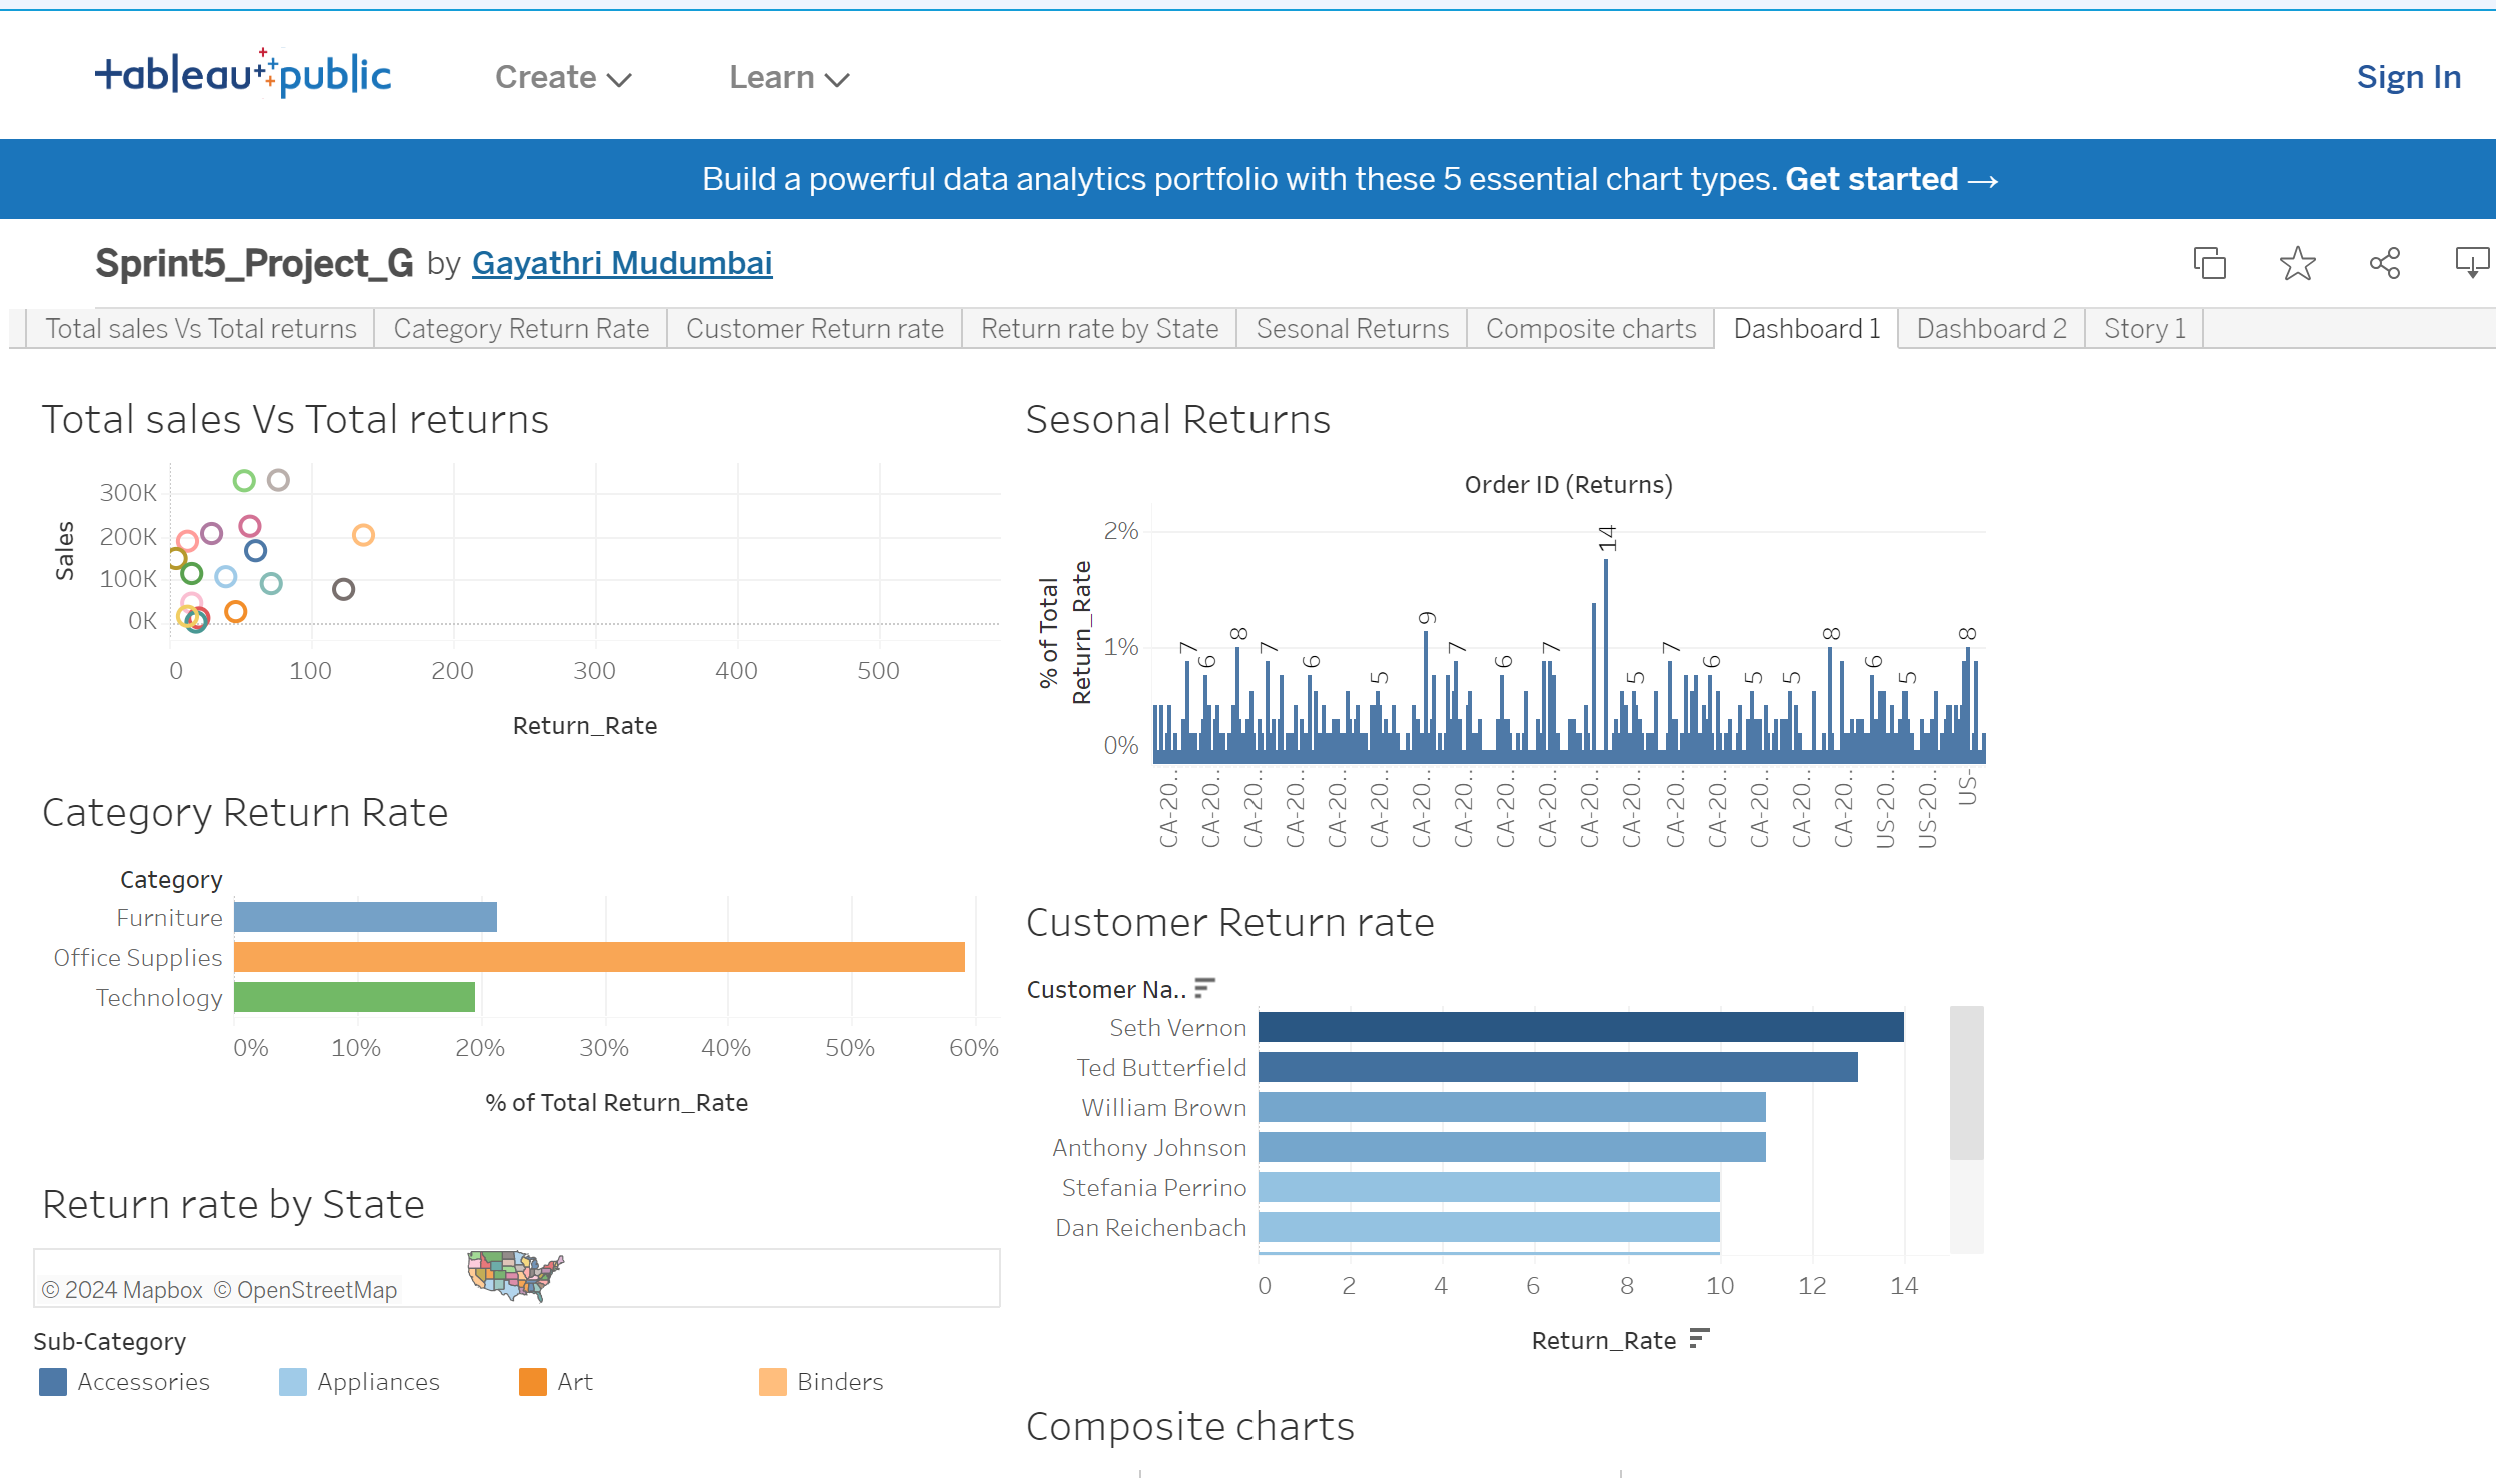 +ableau public
Create
Learn
Sign In
Build a powerful data analytics portfolio with these 5 essential chart types. Get started →
Sprint5_Project_G by Gayathri Mudumbai
Total sales Vs Total returns
Category Return Rate
Customer Return rate
Return rate by State
Sesonal Returns
Composite charts
Dashboard 1
Dashboard 2
Story 1
Total sales Vs Total returns
Sales
300K
200K
100K
0K
0 100 200 300 400 500
Return_Rate
Category Return Rate
Category
Furniture
Office Supplies
Technology
0% 10% 20% 30% 40% 50% 60%
% of Total Return_Rate
Return rate by State
© 2024 Mapbox © OpenStreetMap
Sub-Category
Accessories
Appliances
Art
Binders
Sesonal Returns
Order ID (Returns)
% of Total
Return_Rate
2%
1%
0%
7 6 8 7 6 5 9 7 6 7 14 5 7 6 5 5 8 6 5 8
CA-20.. CA-20.. CA-20.. CA-20.. CA-20.. CA-20.. CA-20.. CA-20.. CA-20.. CA-20.. CA-20.. CA-20.. CA-20.. CA-20.. CA-20.. CA-20.. CA-20.. US-20.. US-20.. US-
Customer Return rate
Customer Na..
Seth Vernon
Ted Butterfield
William Brown
Anthony Johnson
Stefania Perrino
Dan Reichenbach
0 2 4 6 8 10 12 14
Return_Rate
Composite charts